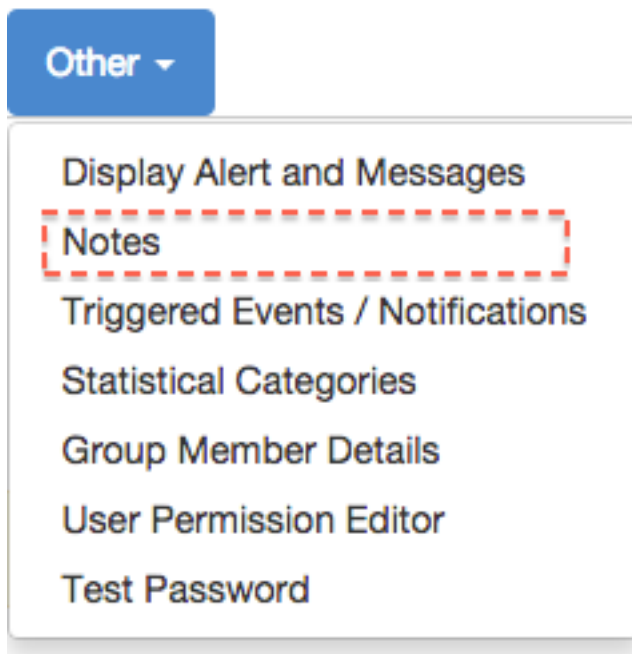 Other
Display Alert and Messages
Notes
Triggered Events / Notifications
Statistical Categories
Group Member Details
User Permission Editor
Test Password